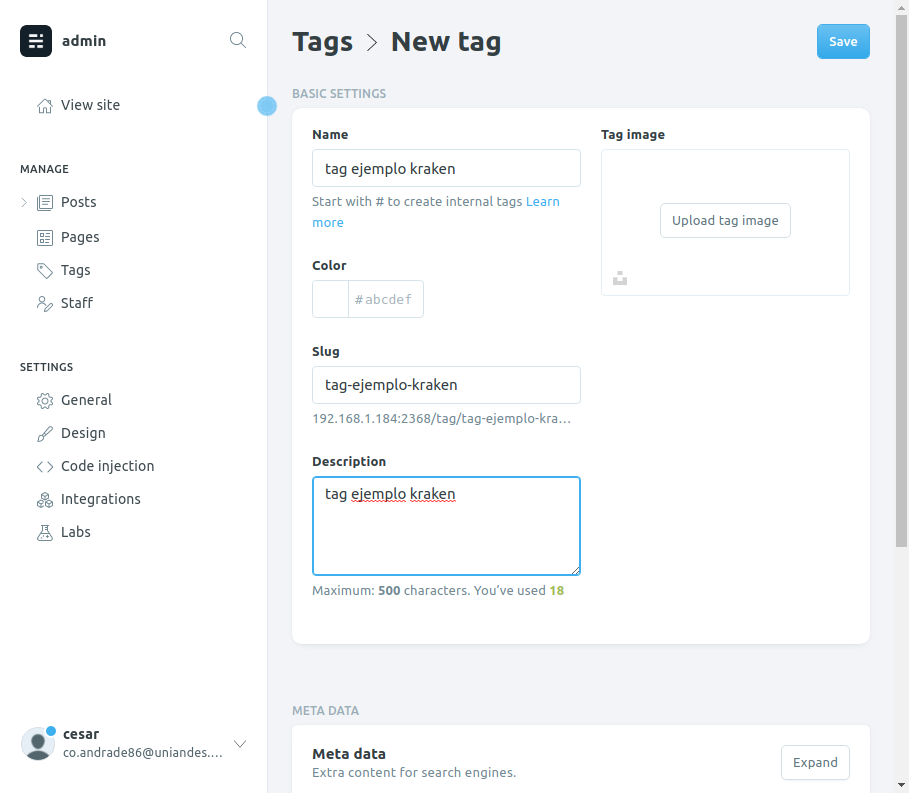 admin
View site
MANAGE
Posts
Pages
Tags
Staff
SETTINGS
General
Design
Code injection
Integrations
Labs
cesar
co.andrade86@uniandes....
Tags > New tag
Save
BASIC SETTINGS
Name
tag ejemplo kraken
Start with # to create internal tags Learn
more
Color
#abcdef
Slug
tag-ejemplo-kraken
192.168.1.184:2368/tag/tag-ejemplo-kra...
Description
tag ejemplo kraken
Maximum: 500 characters. You've used 18
Tag image
Upload tag image
META DATA
Meta data
Extra content for search engines.
Expand